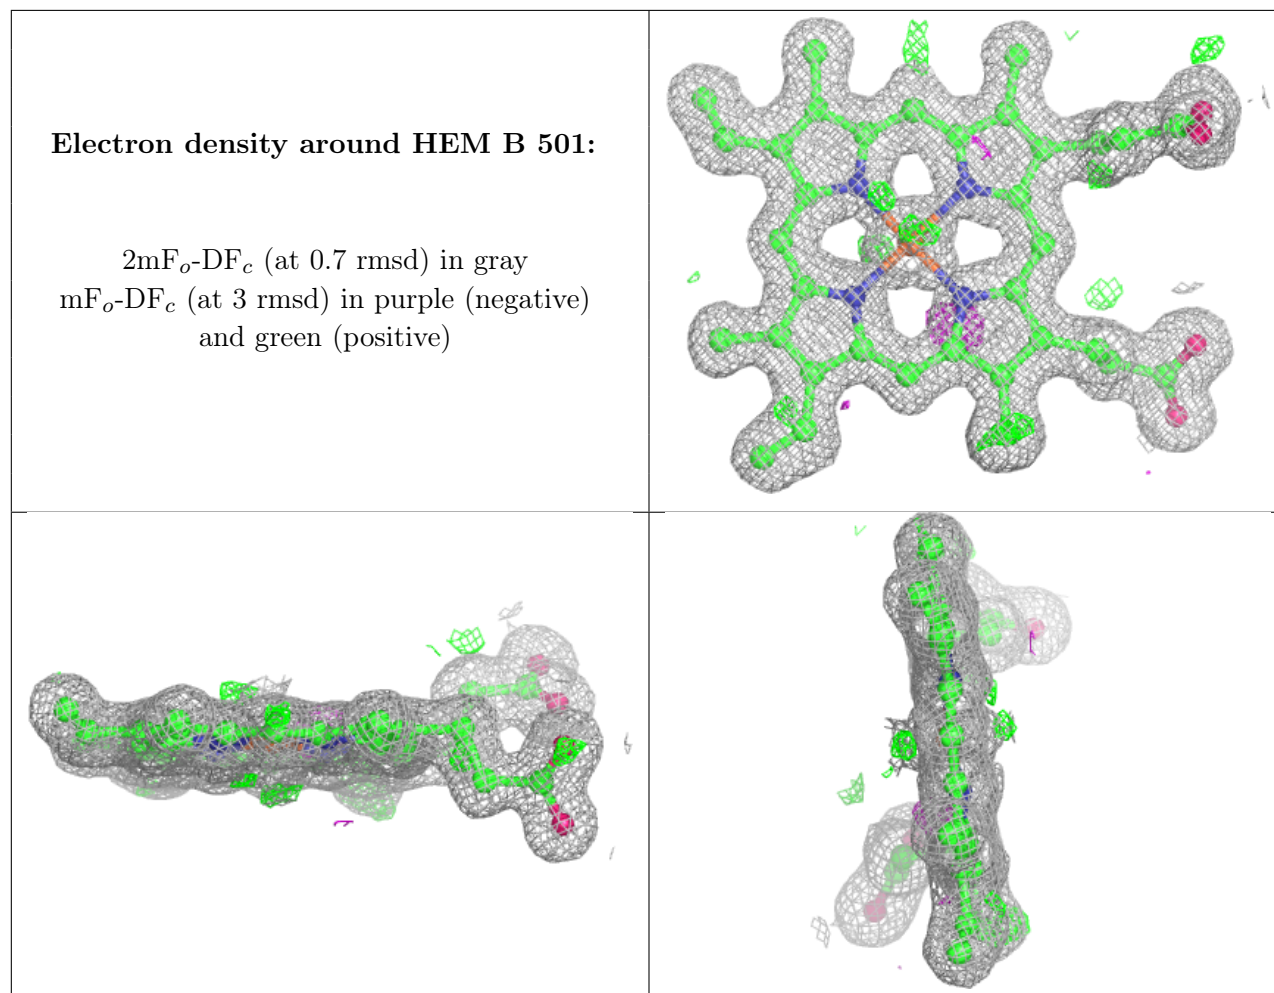 Electron density around HEM B 501:
2mFo-DFc (at 0.7 rmsd) in gray
mFo-DFc (at 3 rmsd) in purple (negative)
and green (positive)